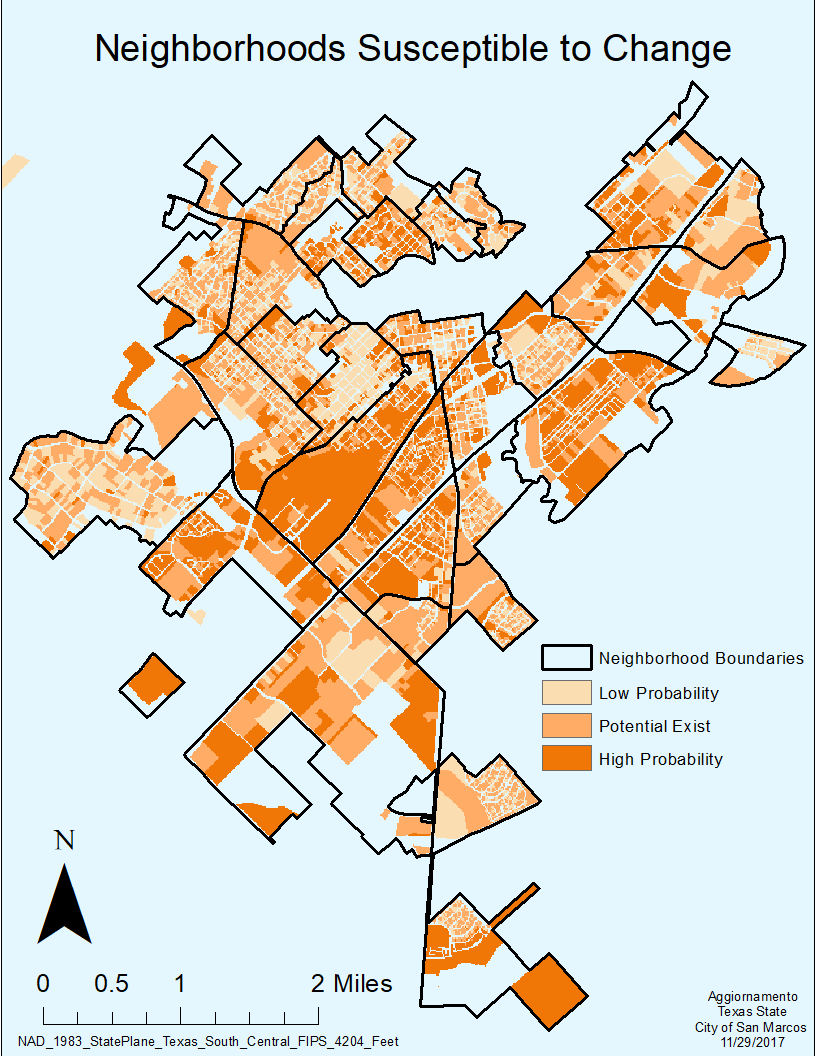 Neighborhoods Susceptible to Change
Neighborhood Boundaries
Low Probability
Potential Exist
High Probability
N
0 0.5 1 2 Miles
NAD_1983_StatePlane_Texas_South_Central_FIPS_4204_Feet
Aggiornamento
Texas State
City of San Marcos
11/29/2017